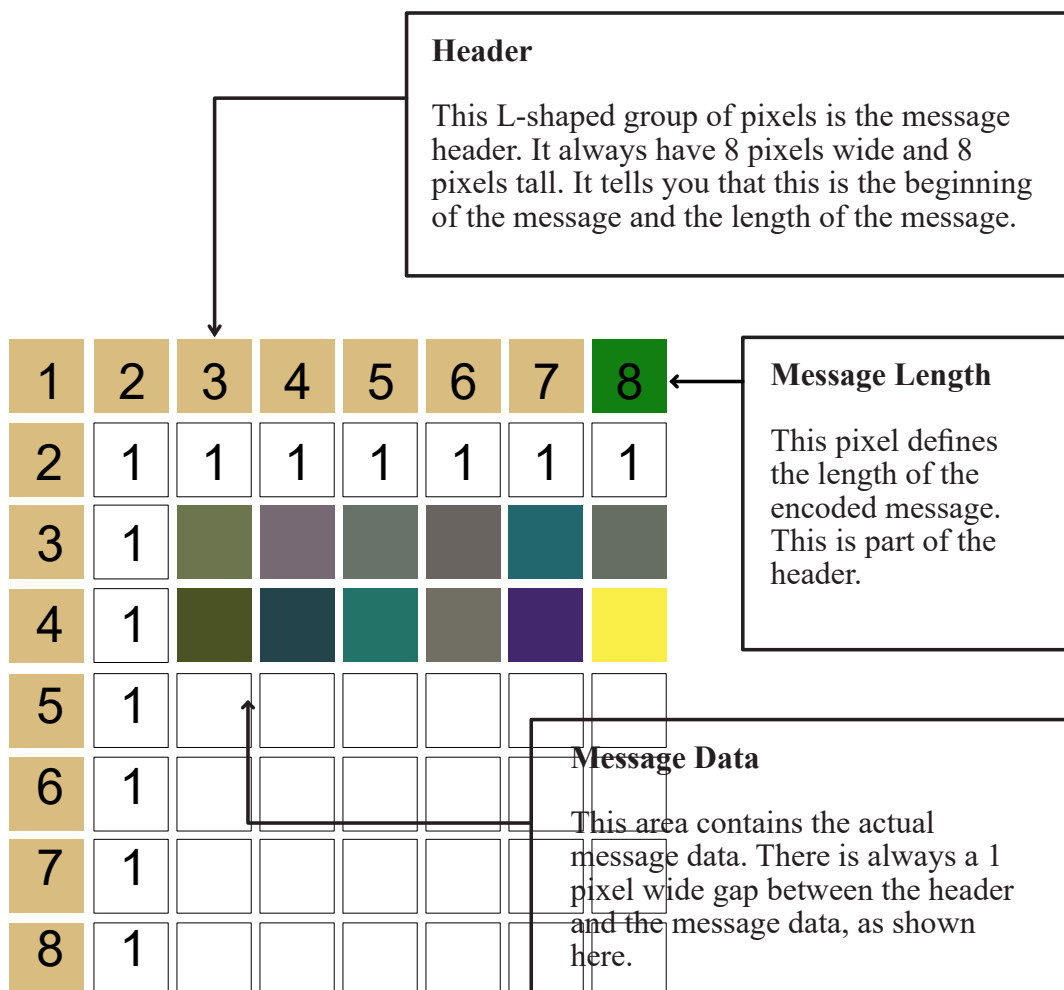 Header
This L-shaped group of pixels is the message
header. It always have 8 pixels wide and 8
pixels tall. It tells you that this is the beginning
of the message and the length of the message.
1 2 3 4 5 6 7 8
Message Length
This pixel defines
the length of the
encoded message.
This is part of the
header.
2 1 1 1 1 1 1 1
3 1
4 1
5 1
6 1
7 1
8 1
Message Data
This area contains the actual
message data. There is always a 1
pixel wide gap between the header
and the message data, as shown
here.